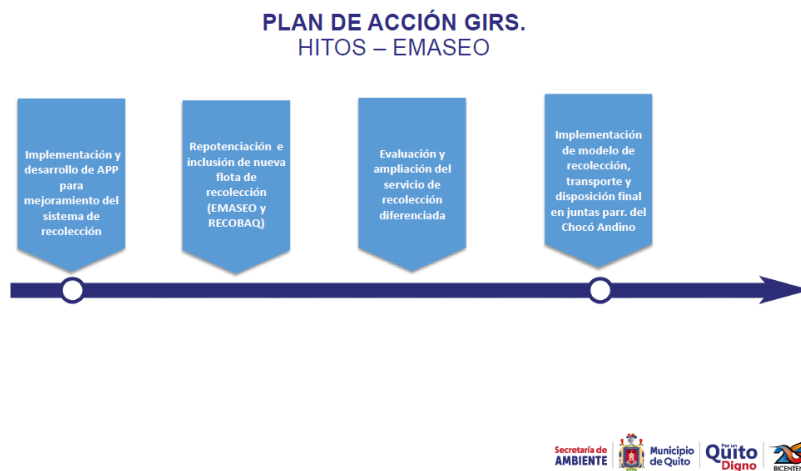 PLAN DE ACCIÓN GIRS.
HITOS – EMASEO
Implementación y
desarrollo de APP
para
mejoramiento del
sistema de
recolección
Repotenciación e
inclusión de nueva
flota de
recolección
(EMASEO y
RECOBAQ)
Evaluación y
ampliación del
servicio de
recolección
diferenciada
Implementación
de modelo de
recolección,
transporte y
disposición final
en juntas parr. del
Chocó Andino
Secretaría de
AMBIENTE
Municipio
de Quito
Por un
Quito
Digno